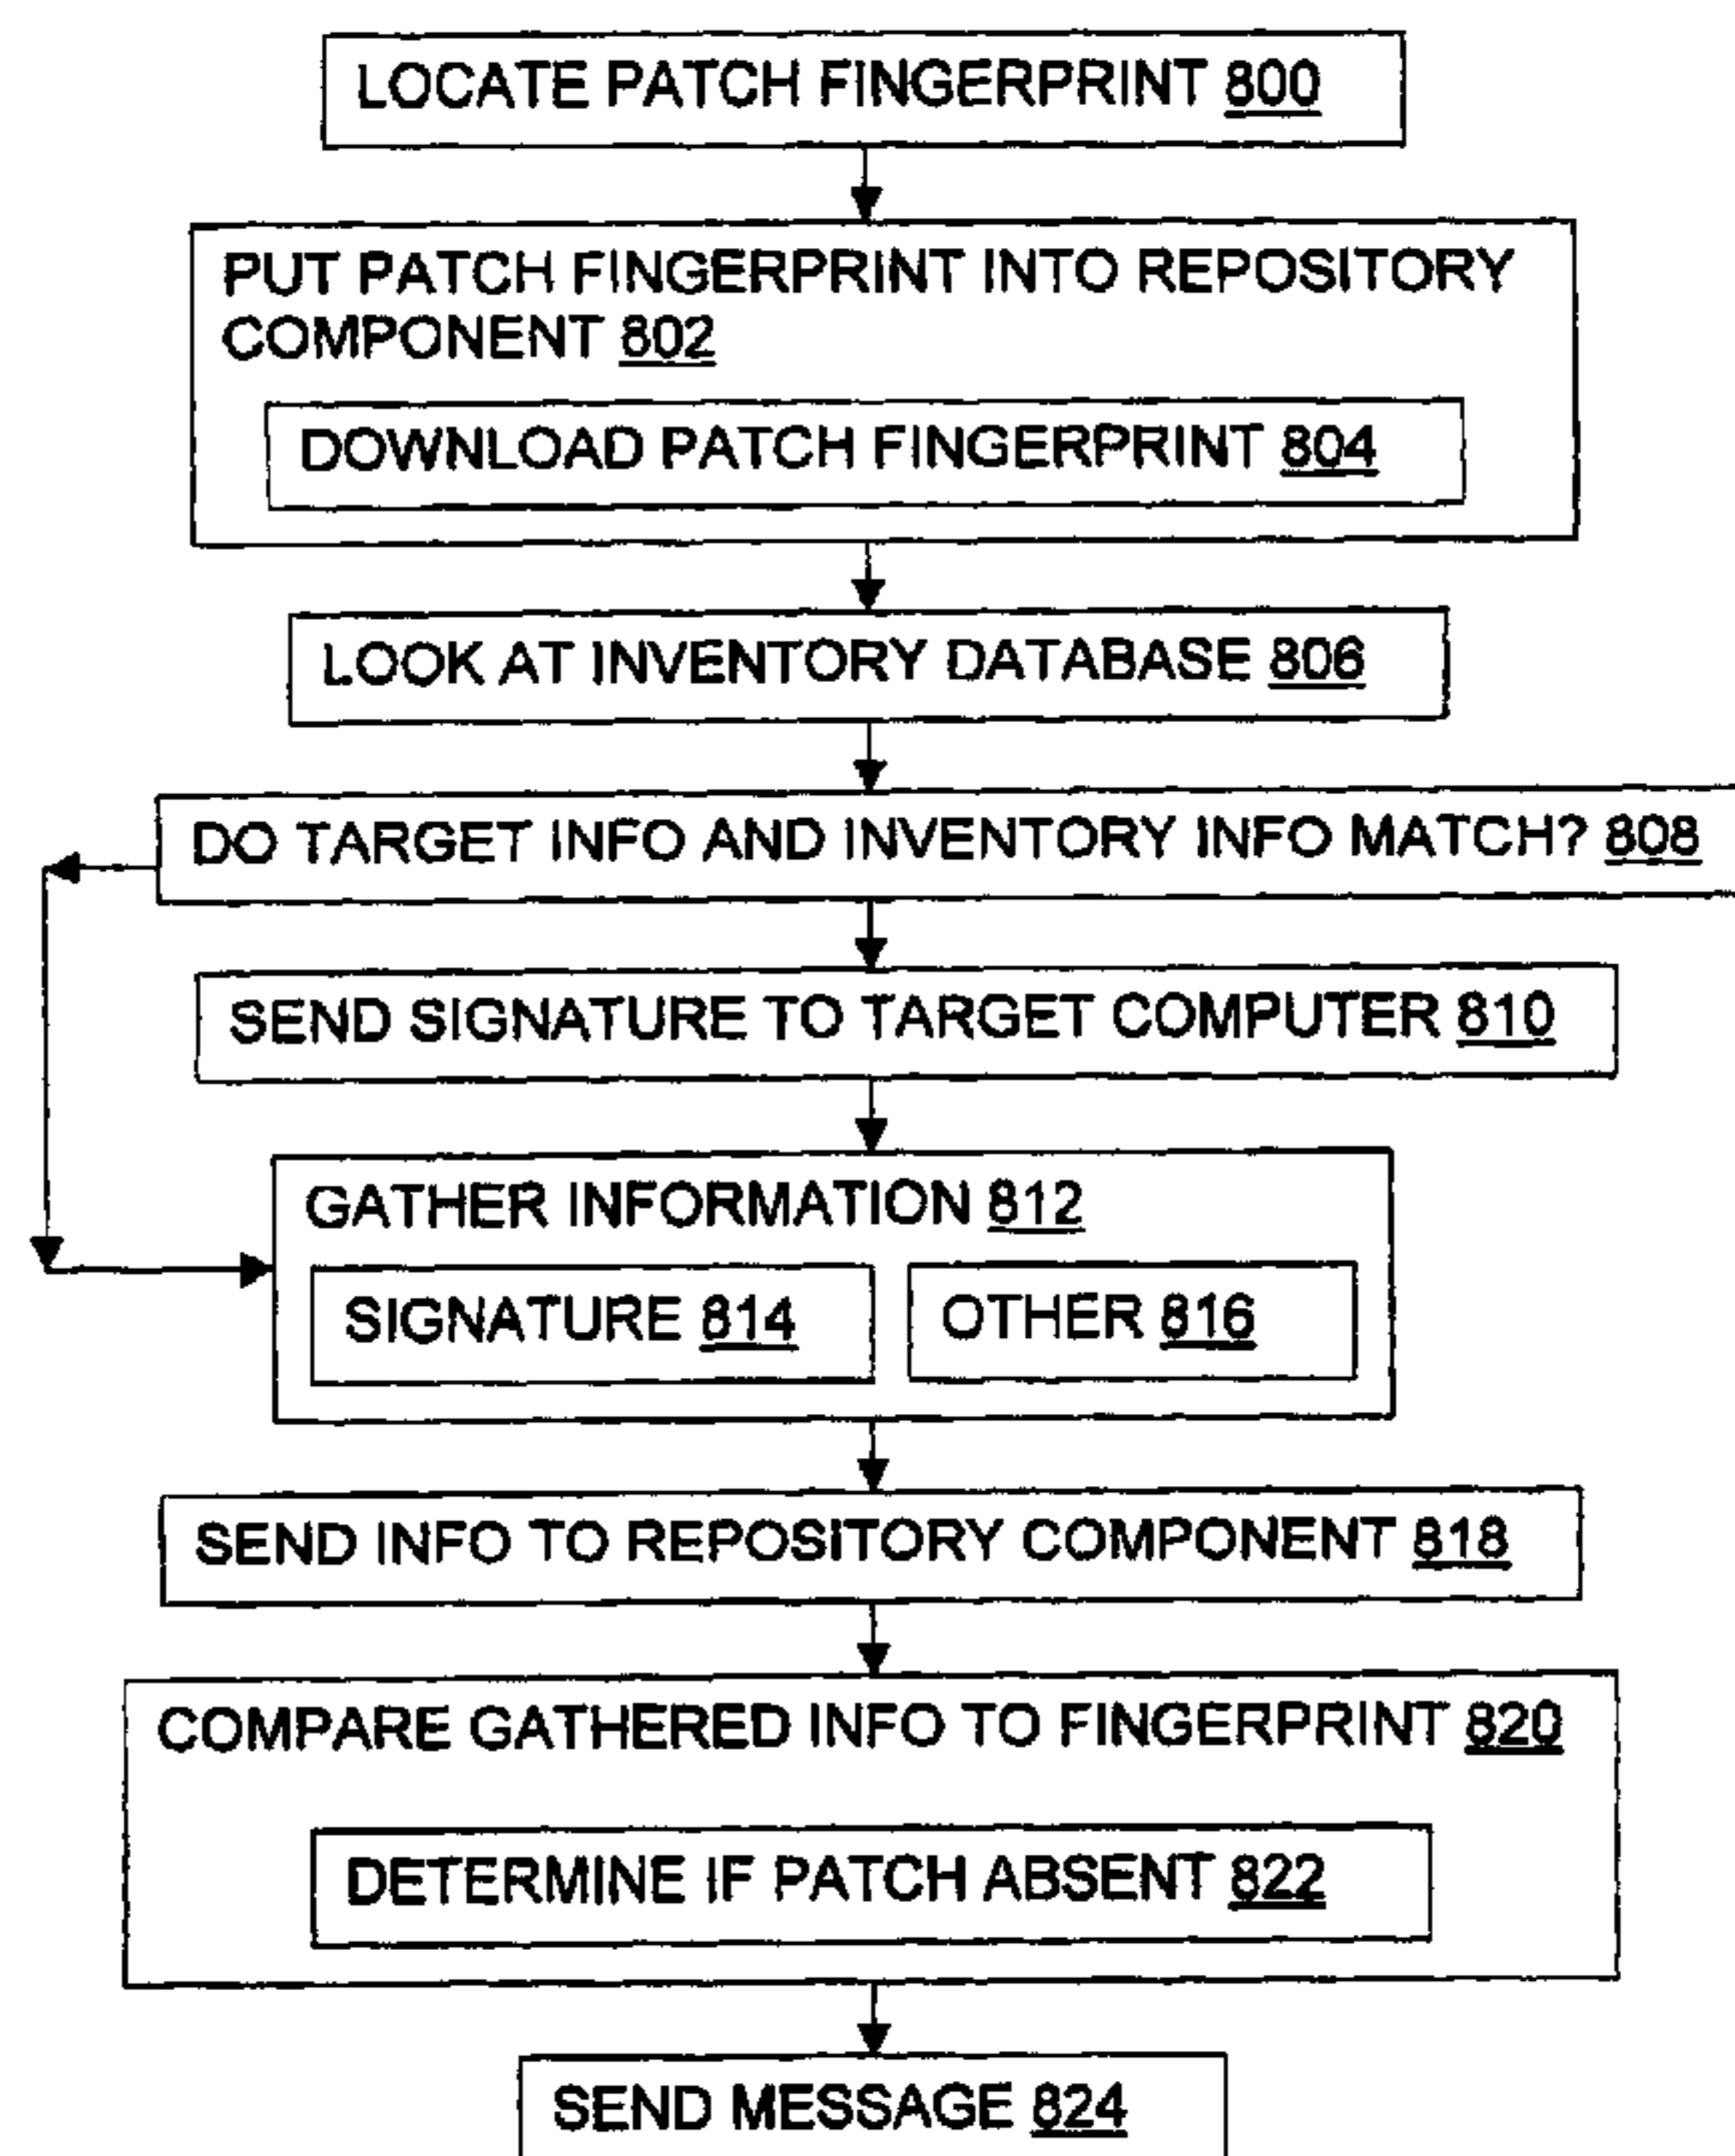 LOCATE PATCH FINGERPRINT 800
PUT PATCH FINGERPRINT INTO REPOSITORY
COMPONENT 802
DOWNLOAD PATCH FINGERPRINT 804
LOOK AT INVENTORY DATABASE 806
DO TARGET INFO AND INVENTORY INFO MATCH? 808
SEND SIGNATURE TO TARGET COMPUTER 810
GATHER INFORMATION 812
SIGNATURE 814
OTHER 816
SEND INFO TO REPOSITORY COMPONENT 818
COMPARE GATHERED INFO TO FINGERPRINT 820
DETERMINE IF PATCH ABSENT 822
SEND MESSAGE 824